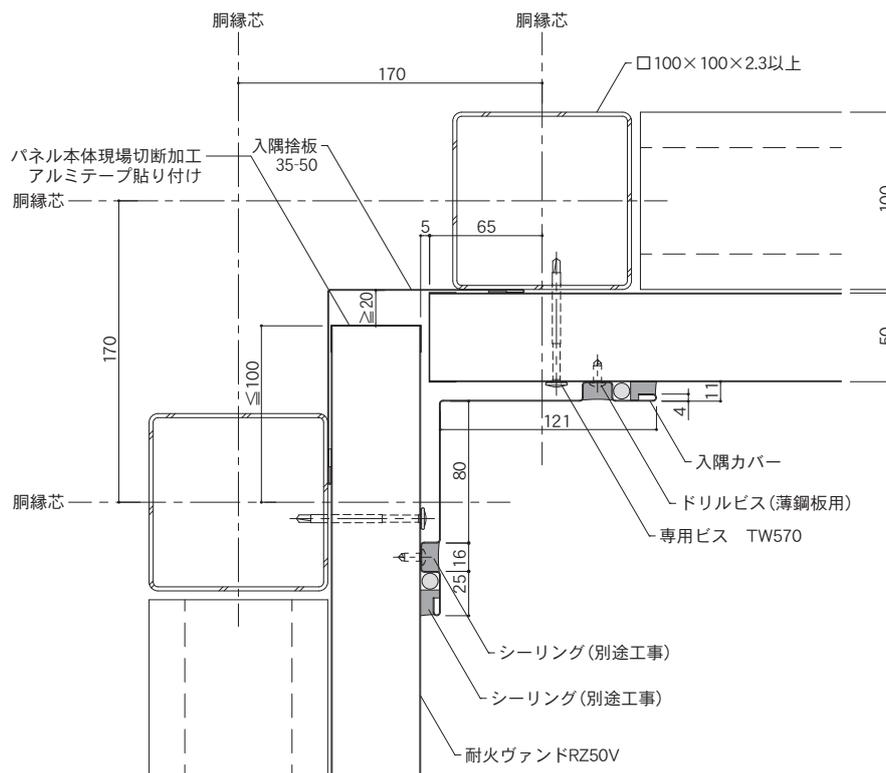 胴縁芯
胴縁芯
170
□100×100×2.3以上
パネル本体現場切断加工
アルミテープ貼り付け
入隅捨板
35-50
胴縁芯
5
65
100
≧20
170
≦100
50
11
4
121
入隅カバー
80
胴縁芯
ドリルビス(薄鋼板用)
専用ビス TW570
16
25
シーリング(別途工事)
シーリング(別途工事)
耐火ヴァンドRZ50V